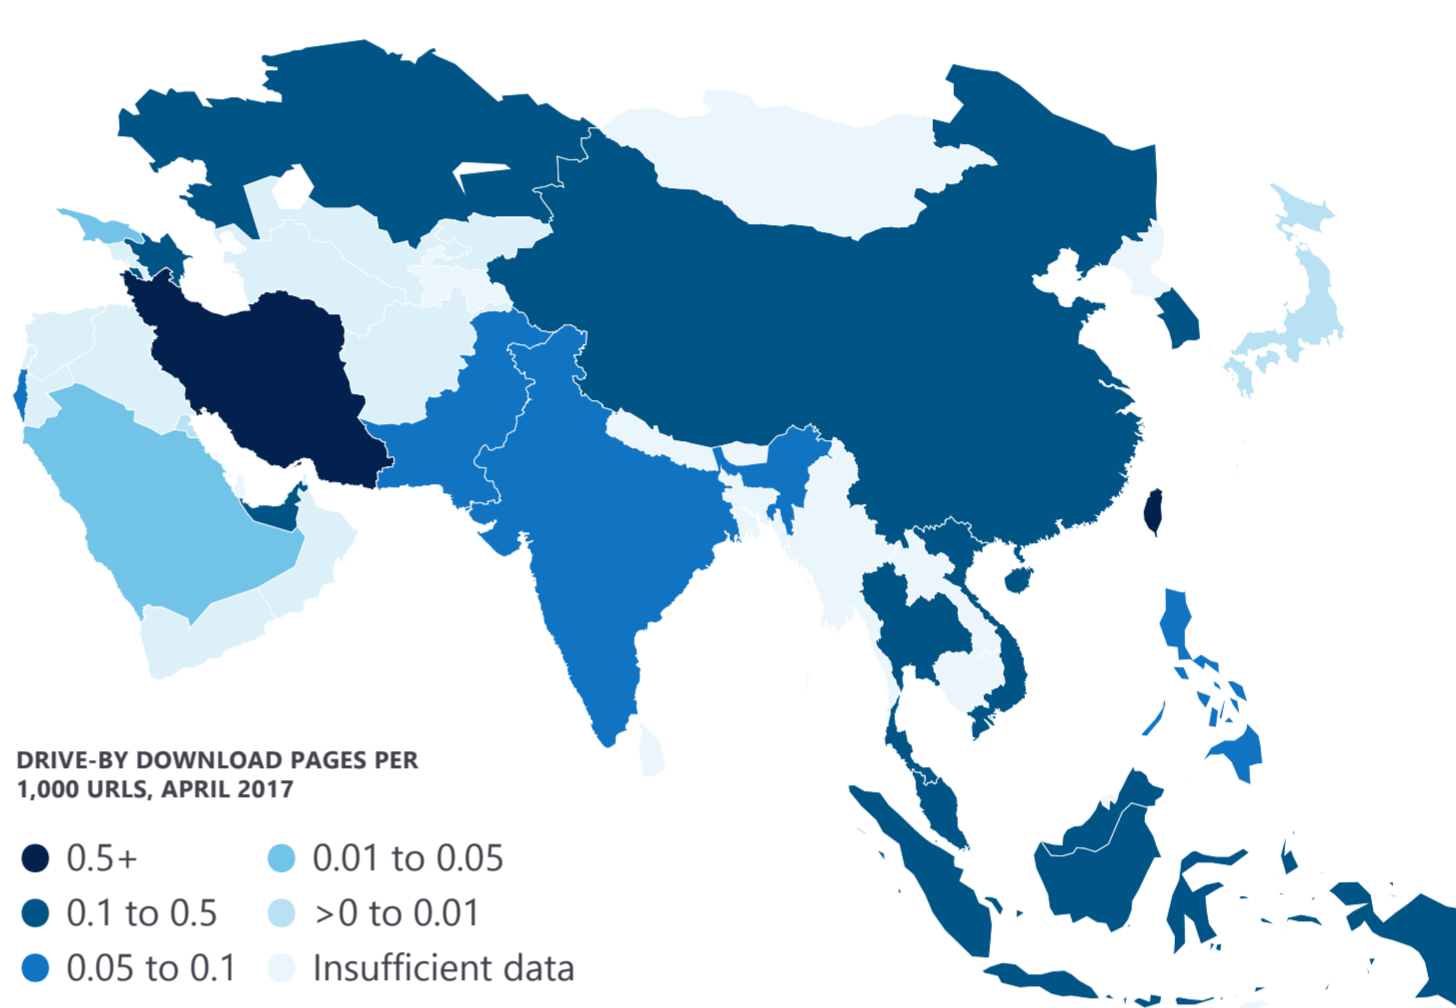 DRIVE-BY DOWNLOAD PAGES PER
1,000 URLS, APRIL 2017
0.5+
0.1 to 0.5
0.05 to 0.1
0.01 to 0.05
>0 to 0.01
Insufficient data